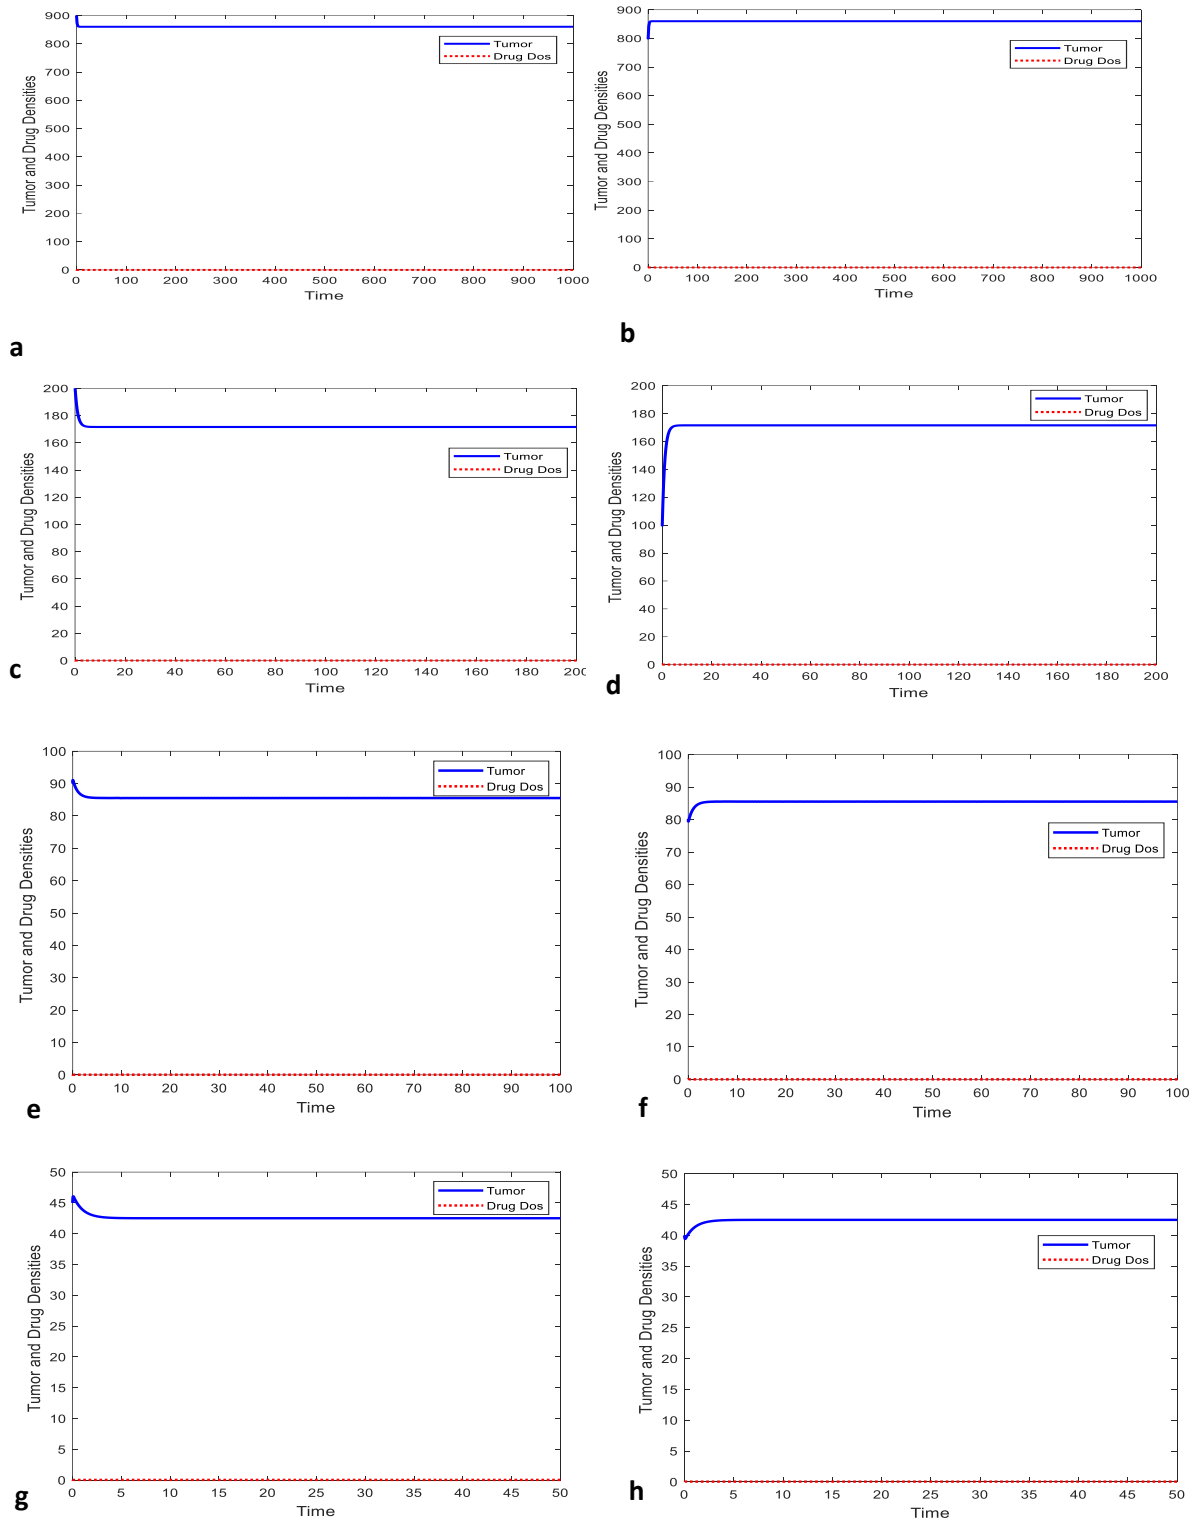 900
800
700
600
500
400
300
200
100
0
Tumor and Drug Densities
Tumor
Drug Dos
0 100 200 300 400 500 600 700 800 900 1000
Time
a
900
800
700
600
500
400
300
200
100
0
Tumor and Drug Densities
Tumor
Drug Dos
0 100 200 300 400 500 600 700 800 900 1000
Time
b
200
180
160
140
120
100
80
60
40
20
0
Tumor and Drug Densities
Tumor
Drug Dos
0 20 40 60 80 100 120 140 160 180 200
Time
c
200
180
160
140
120
100
80
60
40
20
0
Tumor and Drug Densities
Tumor
Drug Dos
0 20 40 60 80 100 120 140 160 180 200
Time
d
100
90
80
70
60
50
40
30
20
10
0
Tumor and Drug Densities
Tumor
Drug Dos
0 10 20 30 40 50 60 70 80 90 100
Time
e
100
90
80
70
60
50
40
30
20
10
0
Tumor and Drug Densities
Tumor
Drug Dos
0 10 20 30 40 50 60 70 80 90 100
Time
f
50
45
40
35
30
25
20
15
10
5
0
Tumor and Drug Densities
Tumor
Drug Dos
0 5 10 15 20 25 30 35 40 45 50
Time
g
50
45
40
35
30
25
20
15
10
5
0
Tumor and Drug Densities
Tumor
Drug Dos
0 5 10 15 20 25 30 35 40 45 50
Time
h